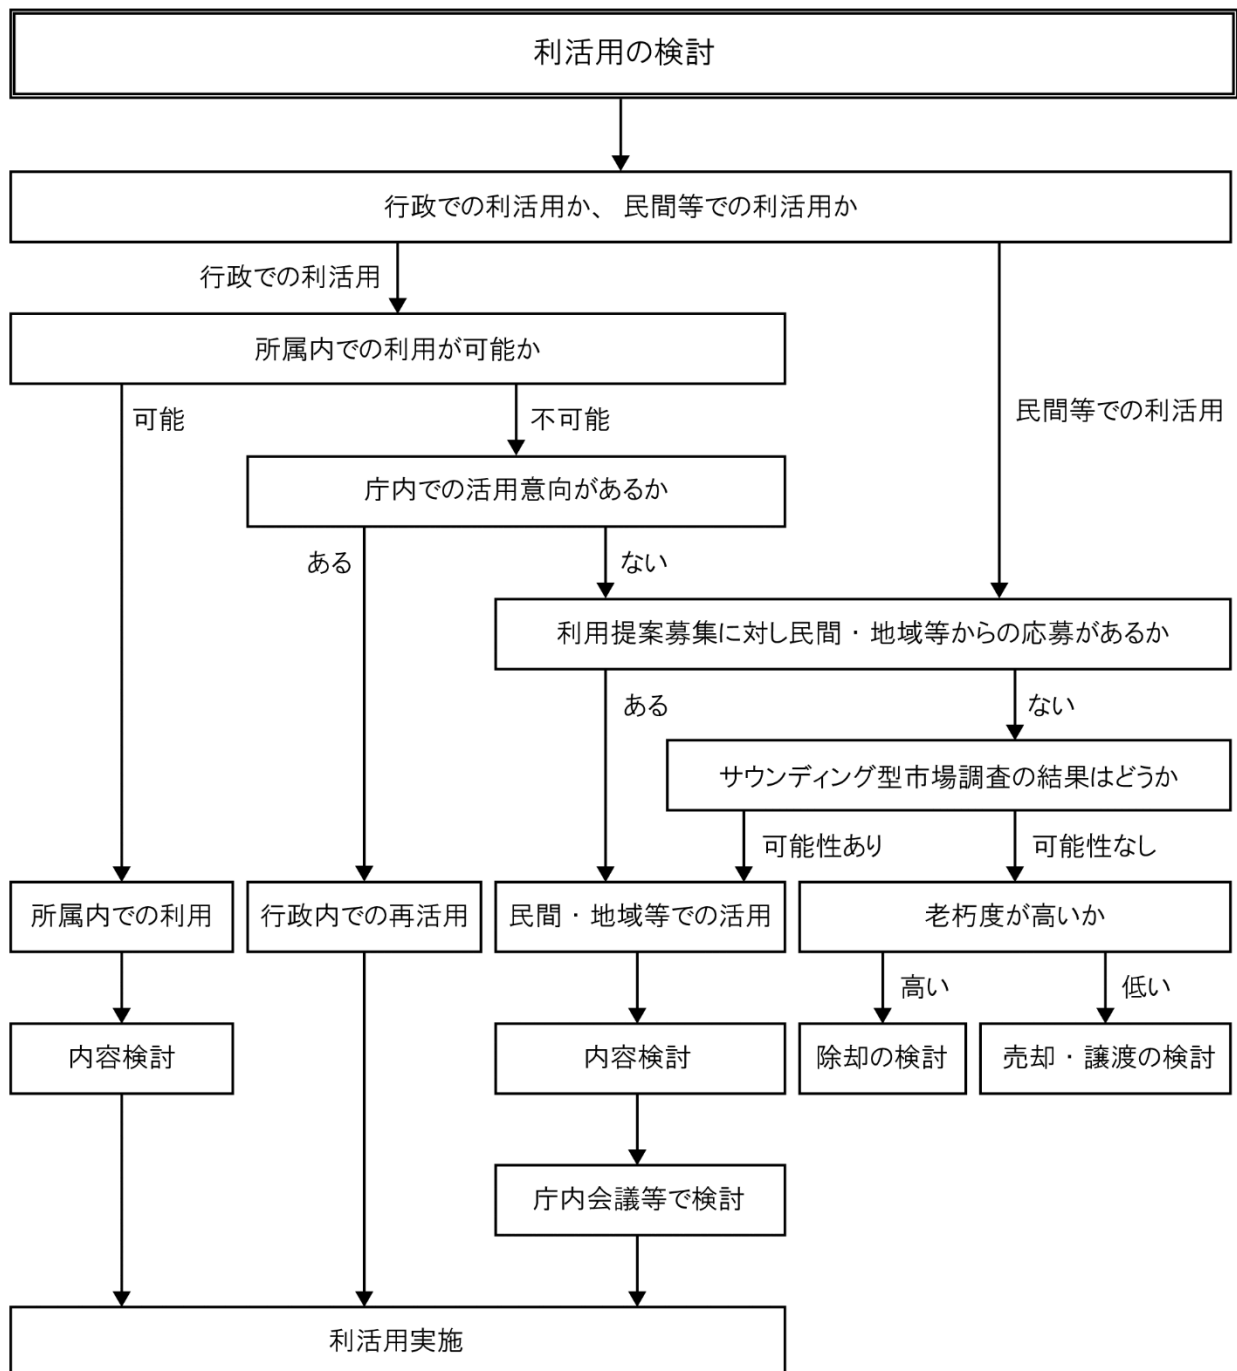 利活用の検討
行政での利活用か、民間等での利活用か
行政での利活用
所属内での利用が可能か
可能
不可能
民間等での利活用
庁内での活用意向があるか
ある
ない
利用提案募集に対し民間・地域等からの応募があるか
ある
ない
サウンディング型市場調査の結果はどうか
可能性あり
可能性なし
所属内での利用
行政内での再活用
民間・地域等での活用
老朽度が高いか
高い
低い
内容検討
内容検討
除却の検討
売却・譲渡の検討
庁内会議等で検討
利活用実施